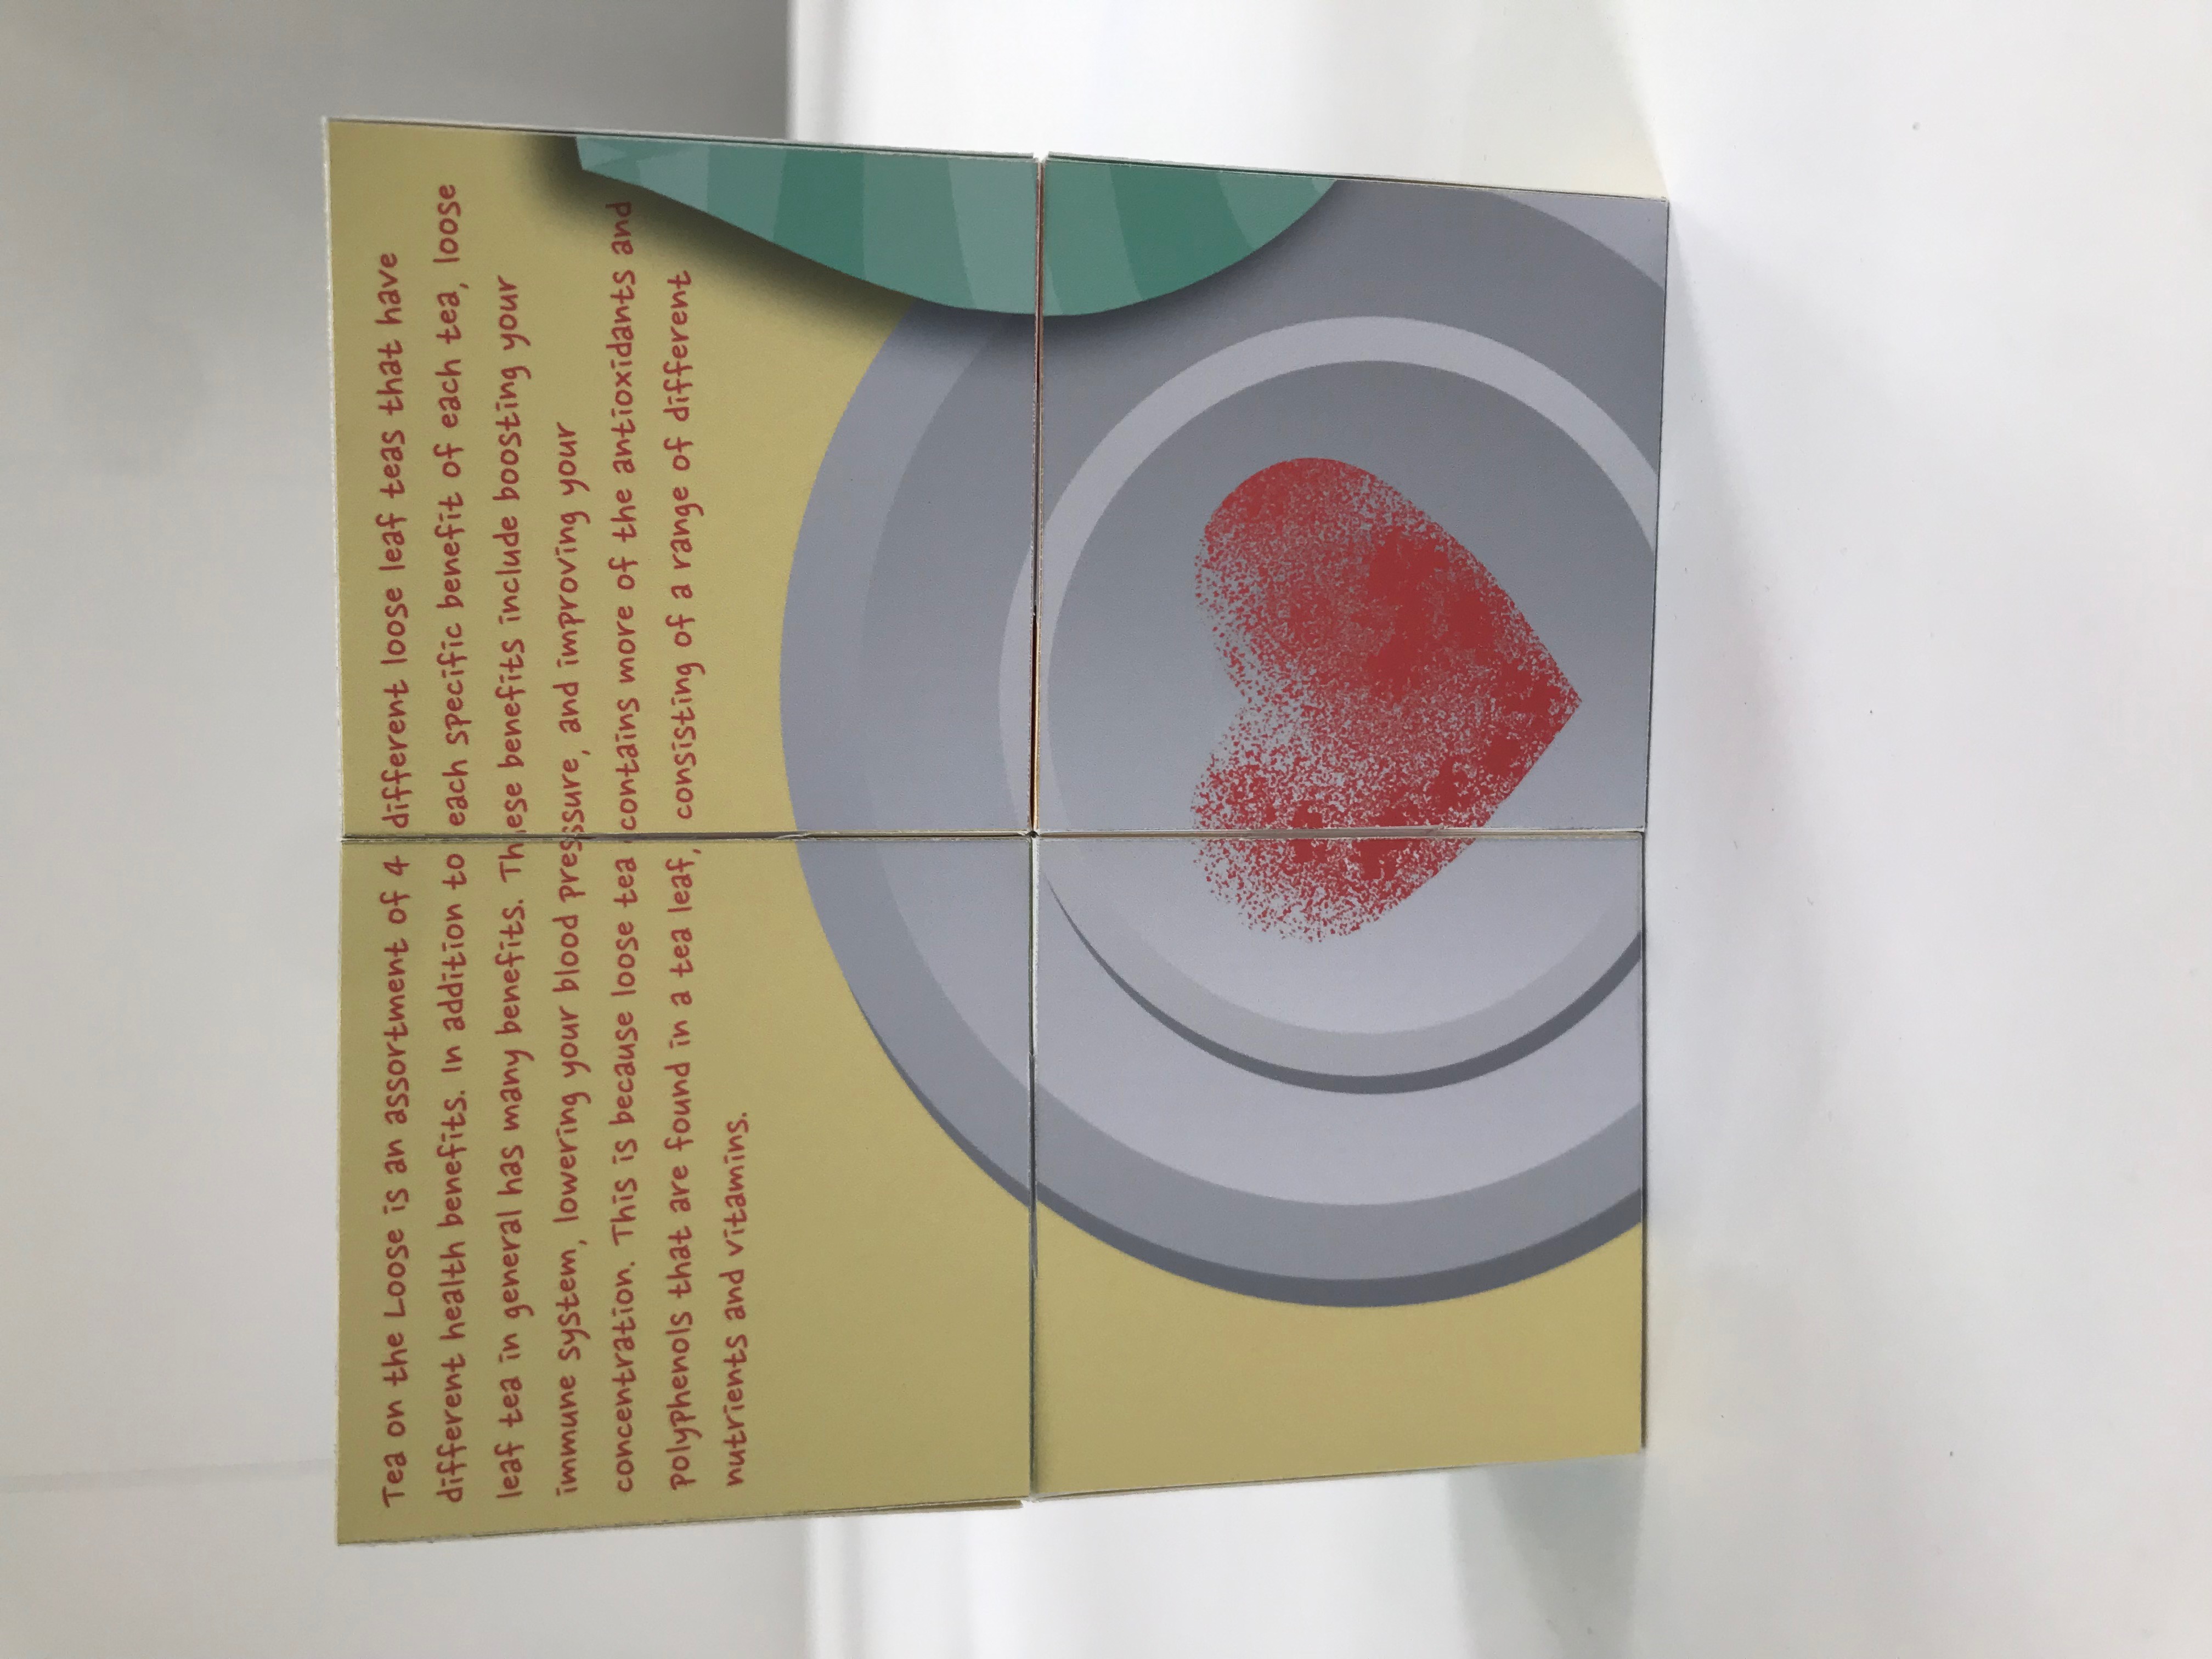 Tea on the Loose is an assortment of 4 different loose leaf teas that have
different health benefits. In addition to each specific benefit of each tea, loose
leaf tea in general has many benefits. These benefits include boosting your
immune system, lowering your blood pressure, and improving your
concentration. This is because loose tea contains more of the antioxidants and
polyphenols that are found in a tea leaf, consisting of a range of different
nutrients and vitamins.